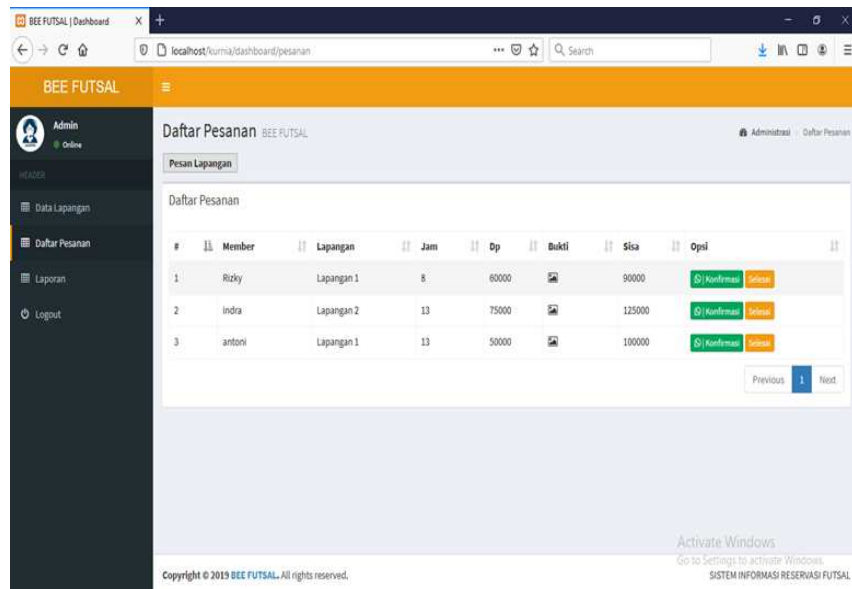 BEE FUTSAL | Dashboard
localhost/kurnia/dashboard/pesanan
Search
BEE FUTSAL
Admin
Online
HEADER
Data Lapangan
Daftar Pesanan
Laporan
Logout
Daftar Pesanan BEE FUTSAL
Administrasi Daftar Pesanan
Pesan Lapangan
Daftar Pesanan
# Member Lapangan Jam Dp Bukti Sisa Opsi
1 Rizky Lapangan 1 8 60000 90000 | Konfirmasi Selesai
2 indra Lapangan 2 13 75000 125000 | Konfirmasi Selesai
3 antoni Lapangan 1 13 50000 100000 | Konfirmasi Selesai
Previous 1 Next
Activate Windows
Go to Settings to activate Windows.
Copyright © 2019 BEE FUTSAL. All rights reserved.
SISTEM INFORMASI RESERVASI FUTSAL